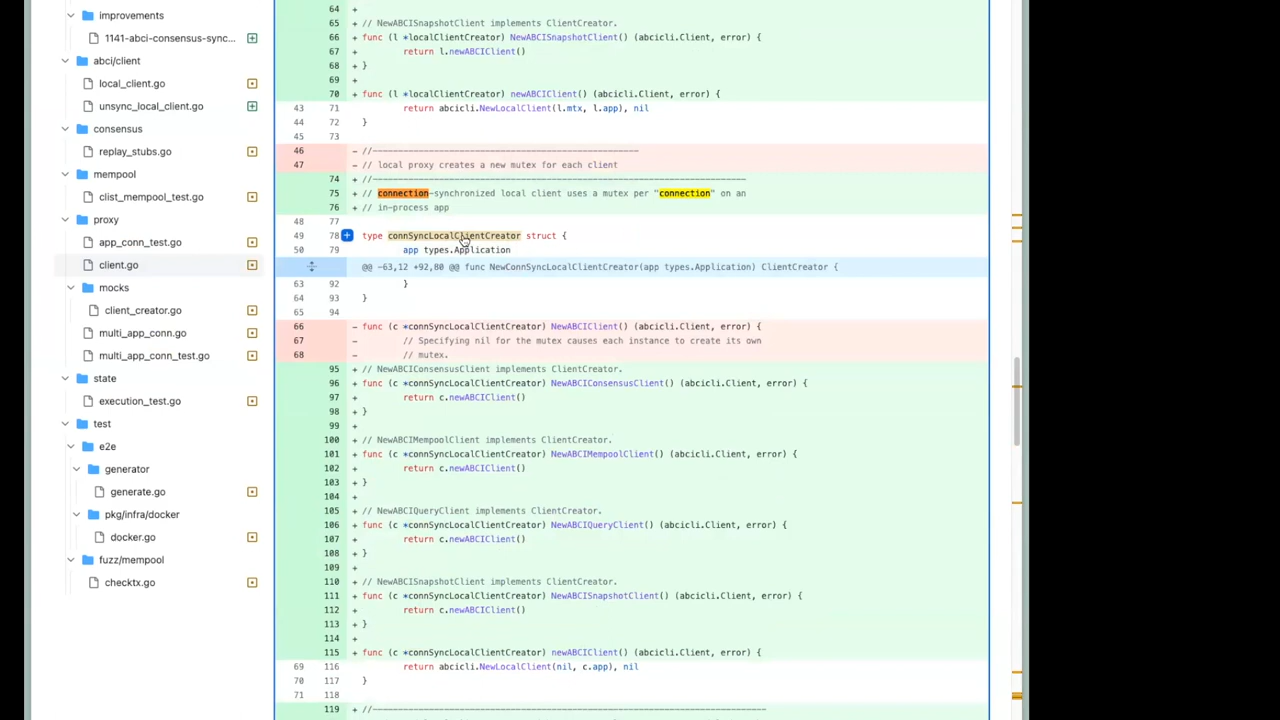 improvements
1141-abci-consensus-sync...
abci/client
local_client.go
unsync_local_client.go
consensus
replay_stubs.go
mempool
clist_mempool_test.go
proxy
app_conn_test.go
client.go
mocks
client_creator.go
multi_app_conn.go
multi_app_conn_test.go
state
execution_test.go
test
e2e
generator
generate.go
pkg/infra/docker
docker.go
fuzz/mempool
checktx.go
64 +
65 + // NewABCISnapshotClient implements ClientCreator.
66 + func (l *localClientCreator) NewABCISnapshotClient() (abcicli.Client, error) {
67 + return l.newABCIClient()
68 + }
69 +
70 + func (l *localClientCreator) newABCIClient() (abcicli.Client, error) {
43 71 return abcicli.NewLocalClient(l.mtx, l.app), nil
44 72 }
45 73
46 - //----------------------------------------------------
47 - // local proxy creates a new mutex for each client
74 + //-------------------------------------------------------------------------
75 + // connection-synchronized local client uses a mutex per "connection" on an
76 + // in-process app
48 77
49 78 + type connSyncLocalClientCreator struct {
50 79 app types.Application
@@ -63,12 +92,80 @@ func NewConnSyncLocalClientCreator(app types.Application) ClientCreator {
63 92 }
64 93 }
65 94
66 - func (c *connSyncLocalClientCreator) NewABCIClient() (abcicli.Client, error) {
67 - // Specifying nil for the mutex causes each instance to create its own
68 - // mutex.
95 + // NewABCIConsensusClient implements ClientCreator.
96 + func (c *connSyncLocalClientCreator) NewABCIConsensusClient() (abcicli.Client, error) {
97 + return c.newABCIClient()
98 + }
99 +
100 + // NewABCIMempoolClient implements ClientCreator.
101 + func (c *connSyncLocalClientCreator) NewABCIMempoolClient() (abcicli.Client, error) {
102 + return c.newABCIClient()
103 + }
104 +
105 + // NewABCIQueryClient implements ClientCreator.
106 + func (c *connSyncLocalClientCreator) NewABCIQueryClient() (abcicli.Client, error) {
107 + return c.newABCIClient()
108 + }
109 +
110 + // NewABCISnapshotClient implements ClientCreator.
111 + func (c *connSyncLocalClientCreator) NewABCISnapshotClient() (abcicli.Client, error) {
112 + return c.newABCIClient()
113 + }
114 +
115 + func (c *connSyncLocalClientCreator) newABCIClient() (abcicli.Client, error) {
69 116 return abcicli.NewLocalClient(nil, c.app), nil
70 117 }
71 118
119 + //-----------------------------------------------------------------------------